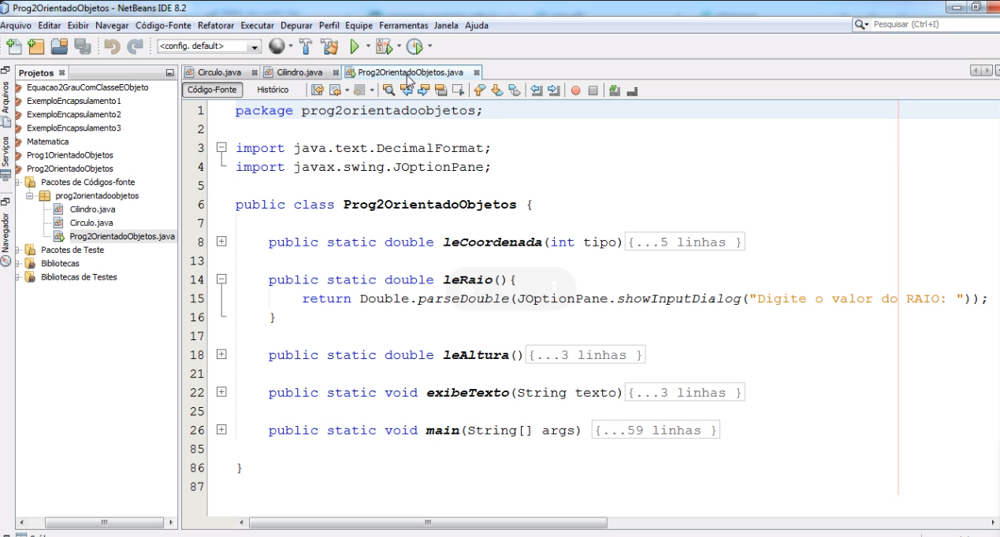 Prog2OrientadoObjetos - NetBeans IDE 8.2
Arquivo Editar Exibir Navegar Código-Fonte Refatorar Executar Depurar Perfil Equipe Ferramentas Janela Ajuda
Pesquisar (Ctrl+I)
<config. default>
Projetos
Circulo.java
Cilindro.java
Prog2OrientadoObjetos.java
Código-Fonte
Histórico
Arquivos
Serviços
Navegador
Equacao2GrauComClasseEObjeto
ExemploEncapsulamento1
ExemploEncapsulamento2
ExemploEncapsulamento3
Matematica
Prog1OrientadoObjetos
Prog2OrientadoObjetos
Pacotes de Códigos-fonte
prog2orientadoobjetos
Cilindro.java
Circulo.java
Prog2OrientadoObjetos.java
Pacotes de Teste
Bibliotecas
Bibliotecas de Testes
1 package prog2orientadoobjetos;
2
3 import java.text.DecimalFormat;
4 import javax.swing.JOptionPane;
5
6 public class Prog2OrientadoObjetos {
7
8 public static double leCoordenada(int tipo){...5 linhas }
13
14 public static double leRaio(){
15 return Double.parseDouble(JOptionPane.showInputDialog("Digite o valor do RAIO: "));
16 }
17
18 public static double leAltura(){...3 linhas }
21
22 public static void exibeTexto(String texto){...3 linhas }
25
26 public static void main(String[] args) {...59 linhas }
85
86 }
87